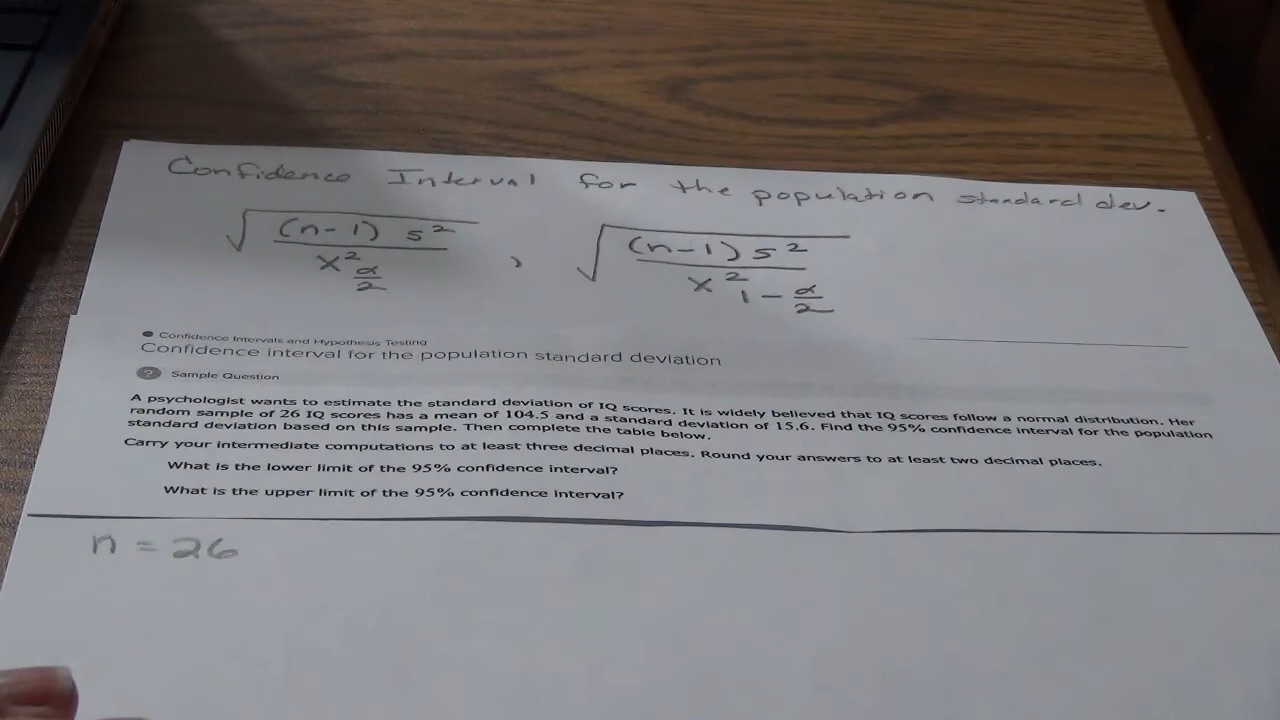 Confidence Interval for the population standard dev.
√((n-1) s² / x² α/2) , √((n-1) s² / x² 1-α/2)
Confidence Intervals and Hypothesis Testing
Confidence interval for the population standard deviation
? Sample Question
A psychologist wants to estimate the standard deviation of IQ scores. It is widely believed that IQ scores follow a normal distribution. Her
random sample of 26 IQ scores has a mean of 104.5 and a standard deviation of 15.6. Find the 95% confidence interval for the population
standard deviation based on this sample. Then complete the table below.
Carry your intermediate computations to at least three decimal places. Round your answers to at least two decimal places.
What is the lower limit of the 95% confidence interval?
What is the upper limit of the 95% confidence interval?
n = 26